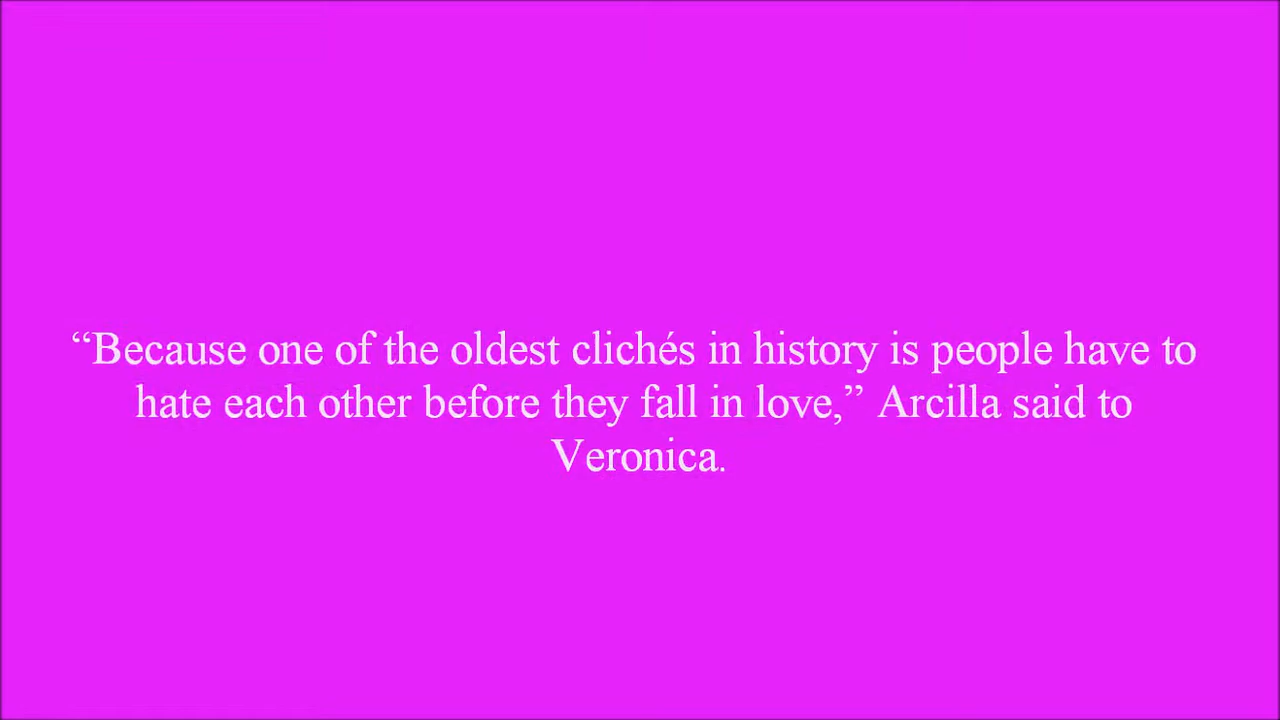 “Because one of the oldest clichés in history is people have to
hate each other before they fall in love,” Arcilla said to
Veronica.